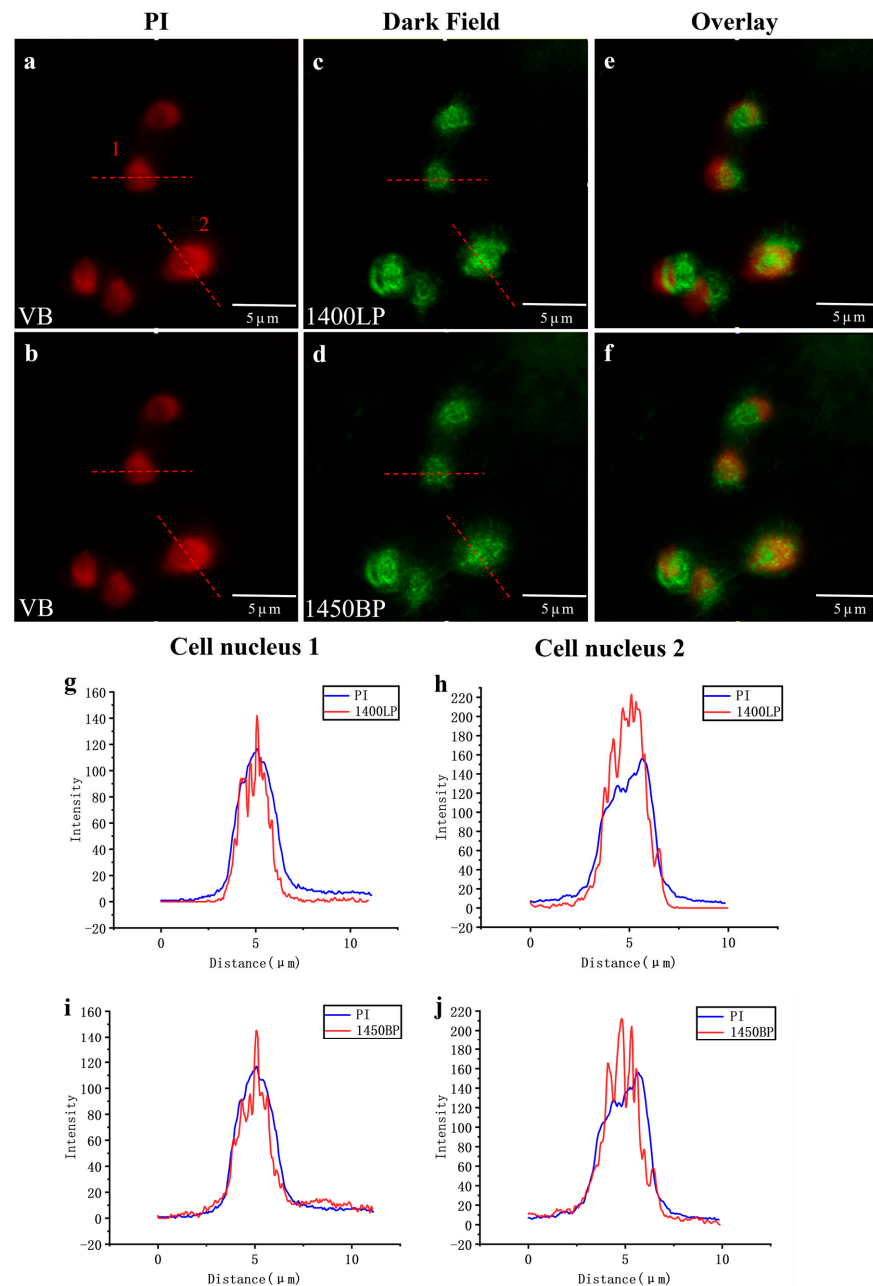 PI Dark Field Overlay
a c e
1
2
5 μm 5 μm 5 μm
VB 1400LP
b d f
5 μm 5 μm 5 μm
VB 1450BP
Cell nucleus 1 Cell nucleus 2
g
160
140
120
100
80
60
40
20
0
-20
Intensity
0 5 10
Distance(μm)
PI
1400LP
h
220
200
180
160
140
120
100
80
60
40
20
0
-20
Intensity
0 5 10
Distance(μm)
PI
1400LP
i
160
140
120
100
80
60
40
20
0
-20
Intensity
0 5 10
Distance(μm)
PI
1450BP
j
220
200
180
160
140
120
100
80
60
40
20
0
-20
Intensity
0 5 10
Distance(μm)
PI
1450BP